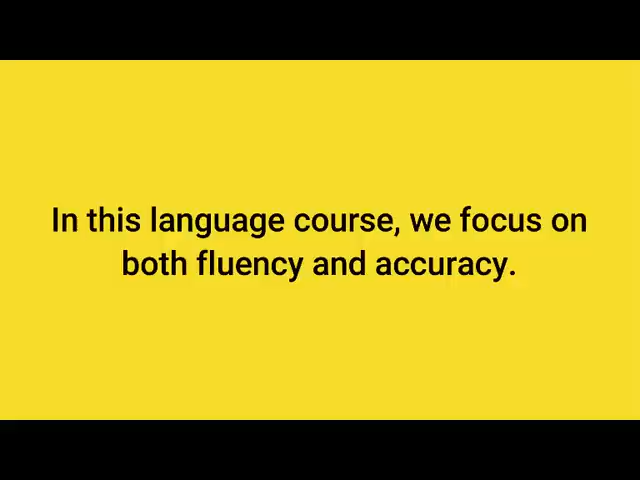 In this language course, we focus on
both fluency and accuracy.